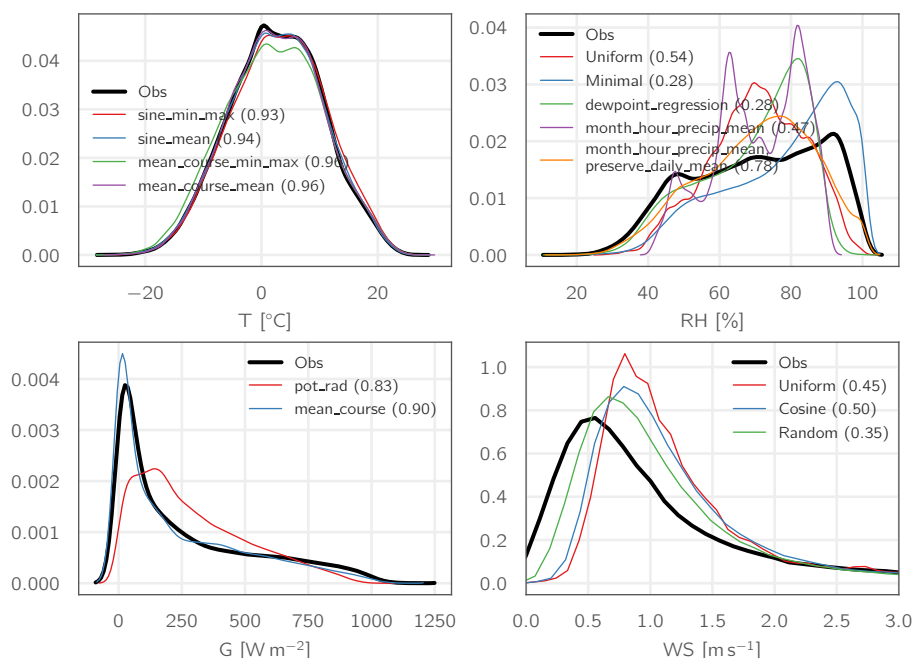 0.04
0.03
0.02
0.01
0.00
Obs
sine_min_max (0.93)
sine_mean (0.94)
mean_course_min_max (0.96)
mean_course_mean (0.96)
−20
0
20
T [°C]
0.04
0.03
0.02
0.01
0.00
Obs
Uniform (0.54)
Minimal (0.28)
dewpoint_regression (0.28)
month_hour_precip_mean (0.47)
month_hour_precip_mean,
preserve_daily_mean (0.78)
20
40
60
80
100
RH [%]
0.004
0.003
0.002
0.001
0.000
Obs
pot_rad (0.83)
mean_course (0.90)
0
250
500
750
1000
1250
G [W m⁻²]
1.0
0.8
0.6
0.4
0.2
0.0
Obs
Uniform (0.45)
Cosine (0.50)
Random (0.35)
0.0
0.5
1.0
1.5
2.0
2.5
3.0
WS [m s⁻¹]